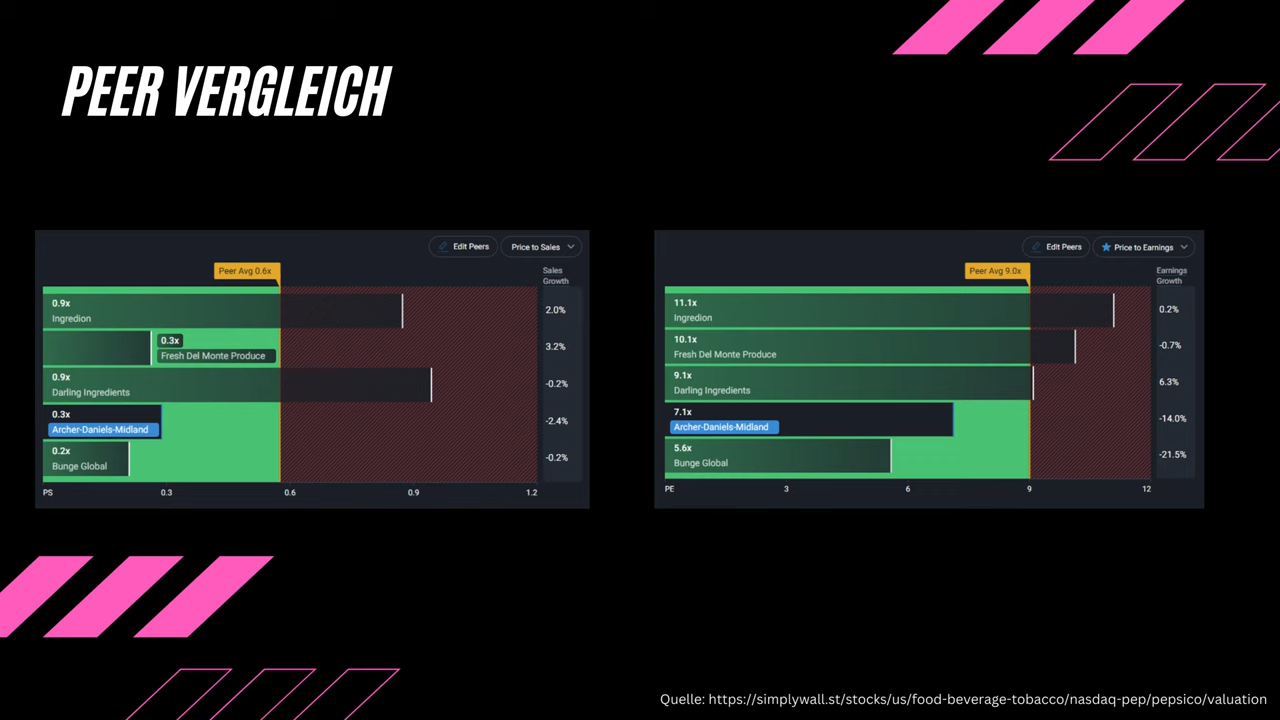 PEER VERGLEICH
Edit Peers
Price to Sales
Peer Avg 0.6x
Sales
Growth
0.9x
Ingredion
2.0%
0.3x
Fresh Del Monte Produce
3.2%
0.9x
Darling Ingredients
-0.2%
0.3x
Archer-Daniels-Midland
-2.4%
0.2x
Bunge Global
-0.2%
PS 0.3 0.6 0.9 1.2
Edit Peers
Price to Earnings
Peer Avg 9.0x
Earnings
Growth
11.1x
Ingredion
0.2%
10.1x
Fresh Del Monte Produce
-0.7%
9.1x
Darling Ingredients
6.3%
7.1x
Archer-Daniels-Midland
-14.0%
5.6x
Bunge Global
-21.5%
PE 3 6 9 12
Quelle: https://simplywall.st/stocks/us/food-beverage-tobacco/nasdaq-pep/pepsico/valuation